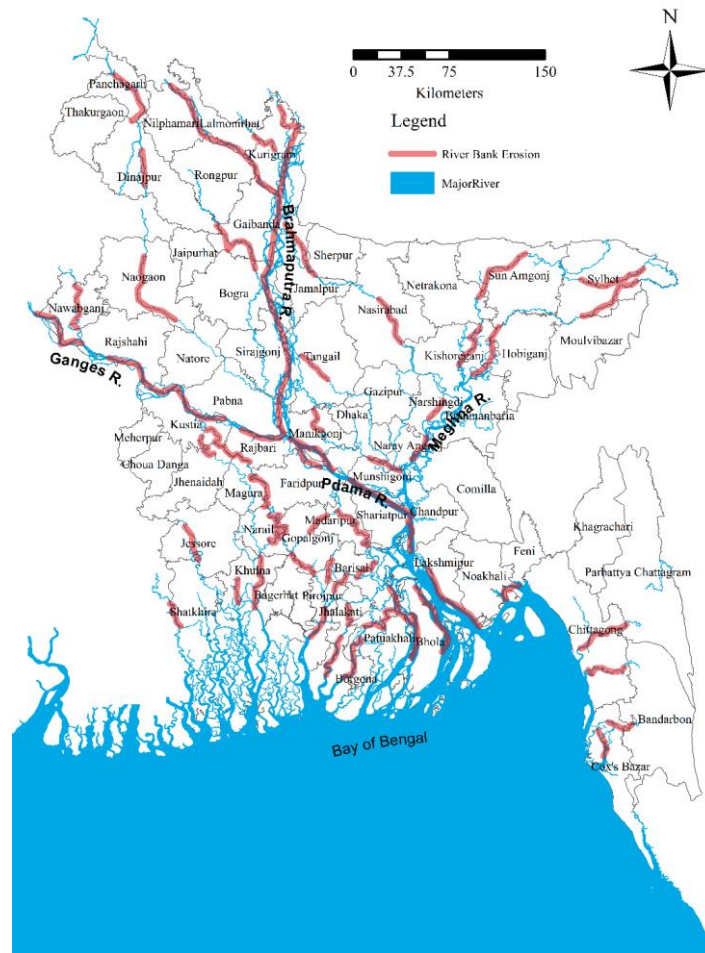 N
0 37.5 75 150
Kilometers
Legend
River Bank Erosion
MajorRiver
Panchagarh
Thakurgaon
Nilphamari
Lalmonirhat
Kurigram
Dinajpur
Rongpur
Gaibanda
Brahmaputra R.
Sherpur
Jaipurhat
Naogaon
Bogra
Jamalpur
Netrakona
Sun Amgonj
Sylhet
Nasirabad
Nawabganj
Rajshahi
Natore
Sirajgonj
Tangail
Kishoreganj
Hobiganj
Moulvibazar
Ganges R.
Pabna
Gazipur
Narshingdi
Meghna R.
Dhaka
Kustia
Manikgonj
Meherpur
Rajbari
Choua Danga
Munshigonj
Jhenaidah
Faridpur
Pdama R.
Comilla
Magura
Shariatpur
Chandpur
Madaripur
Khagrachari
Narail
Gopalgonj
Jessore
Feni
Lakshmipur
Noakhali
Parbattya Chattagram
Khulna
Barisal
Bagerhat
Pirojpur
Shatkhira
Jhalakati
Chittagong
Patuakhali
Bhola
Borgona
Bandarbon
Bay of Bengal
Cox's Bazar